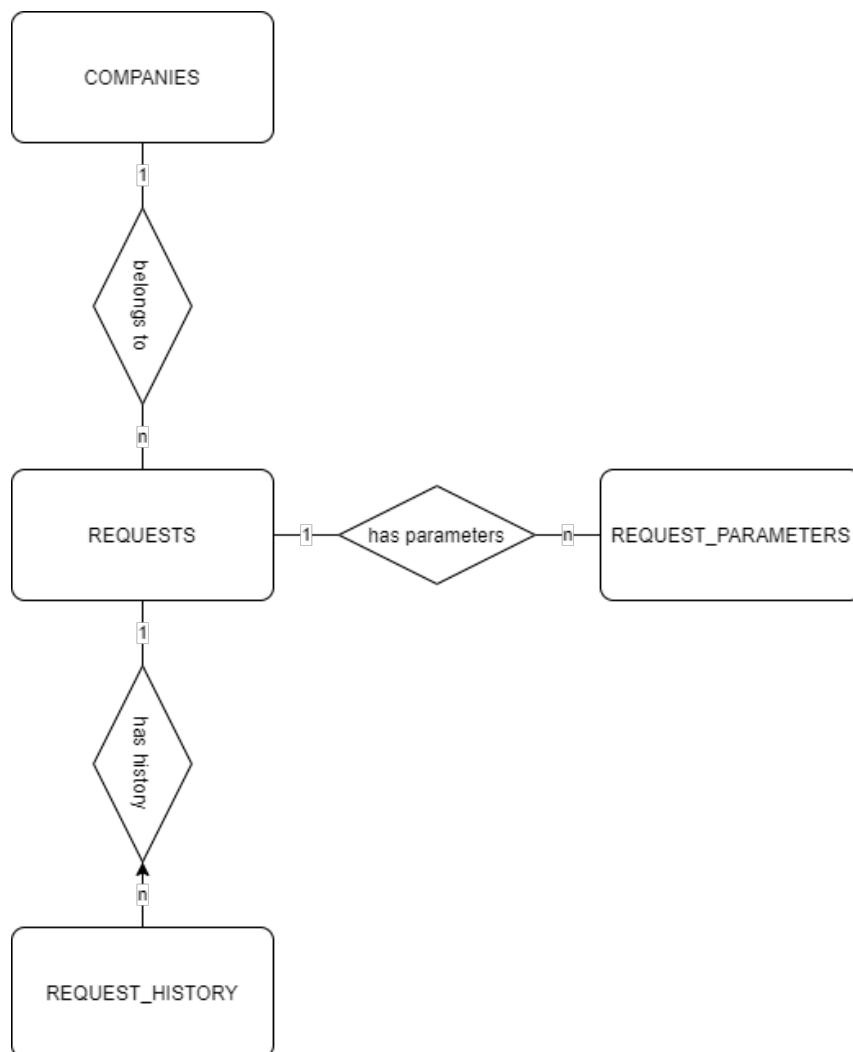 COMPANIES
1
belongs to
n
REQUESTS
1
has parameters
n
REQUEST_PARAMETERS
1
has history
n
REQUEST_HISTORY